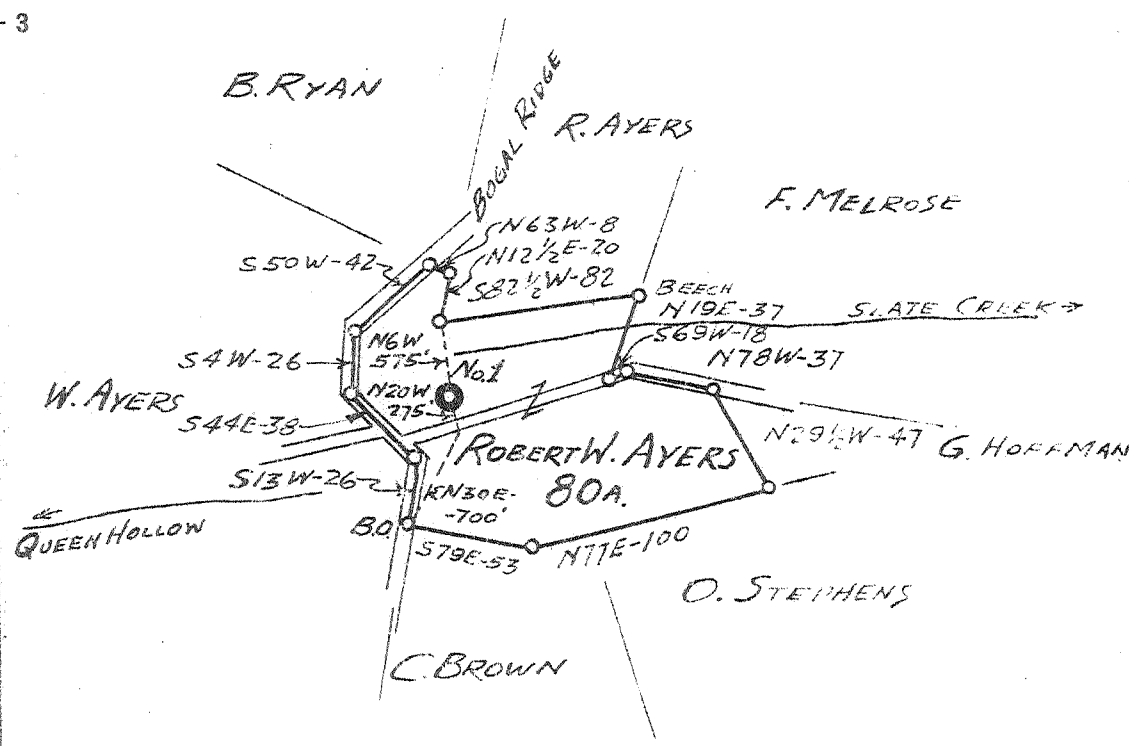 - 3
B. RYAN
BOGAL RIDGE
R. AYERS
F. MELROSE
N63W-8
N12½E-20
S50W-42
S82½W-82
BEECH
N19E-37
SLATE CREEK →
S69W-18
N6W
575'
S4W-26
N78W-37
No.1
W. AYERS
N20W
275'
S44E-38
N29½W-47
G. HOFFMAN
ROBERT W. AYERS
80A.
S13W-26
N30E-
-700'
B.O.
←
QUEEN HOLLOW
S79E-53
N77E-100
O. STEPHENS
C. BROWN